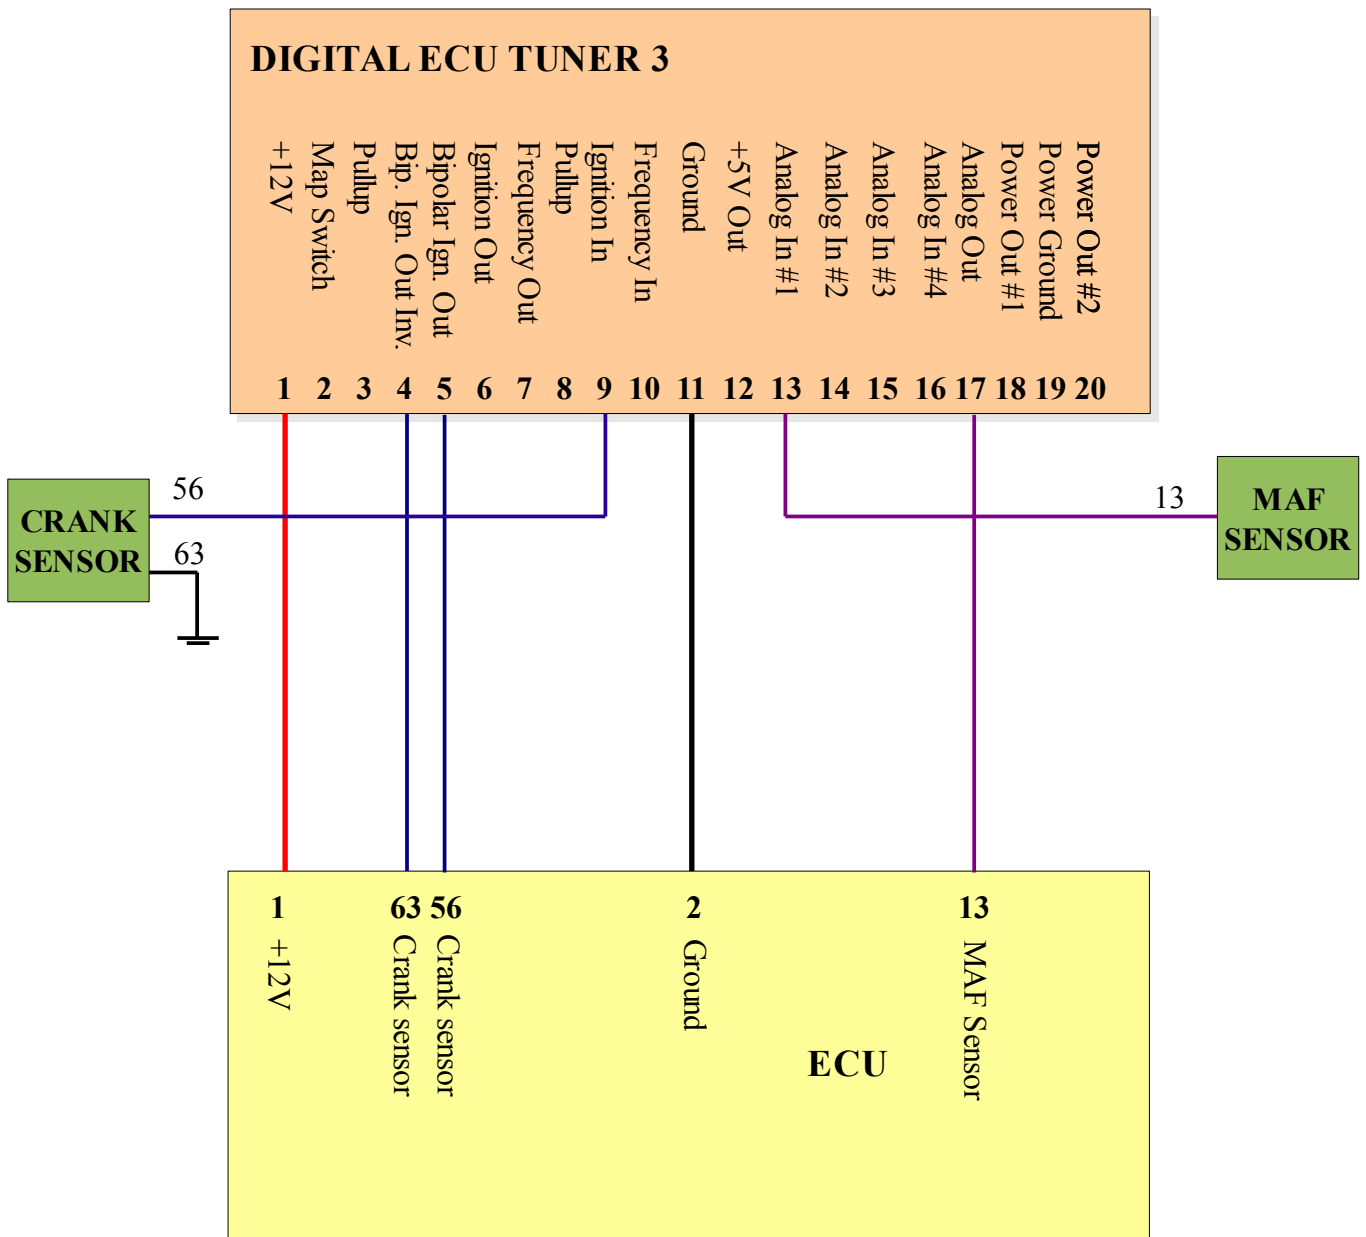 DIGITAL ECU TUNER 3
+12V
Map Switch
Pullup
Bip. Ign. Out Inv.
Bipolar Ign. Out
Ignition Out
Frequency Out
Pullup
Ignition In
Frequency In
Ground
+5V Out
Analog In #1
Analog In #2
Analog In #3
Analog In #4
Analog Out
Power Out #1
Power Ground
Power Out #2
1 2 3 4 5 6 7 8 9 10 11 12 13 14 15 16 17 18 19 20
56
63
CRANK
SENSOR
13
MAF
SENSOR
1 63 56 2 13
+12V
Crank sensor
Crank sensor
Ground
MAF Sensor
ECU